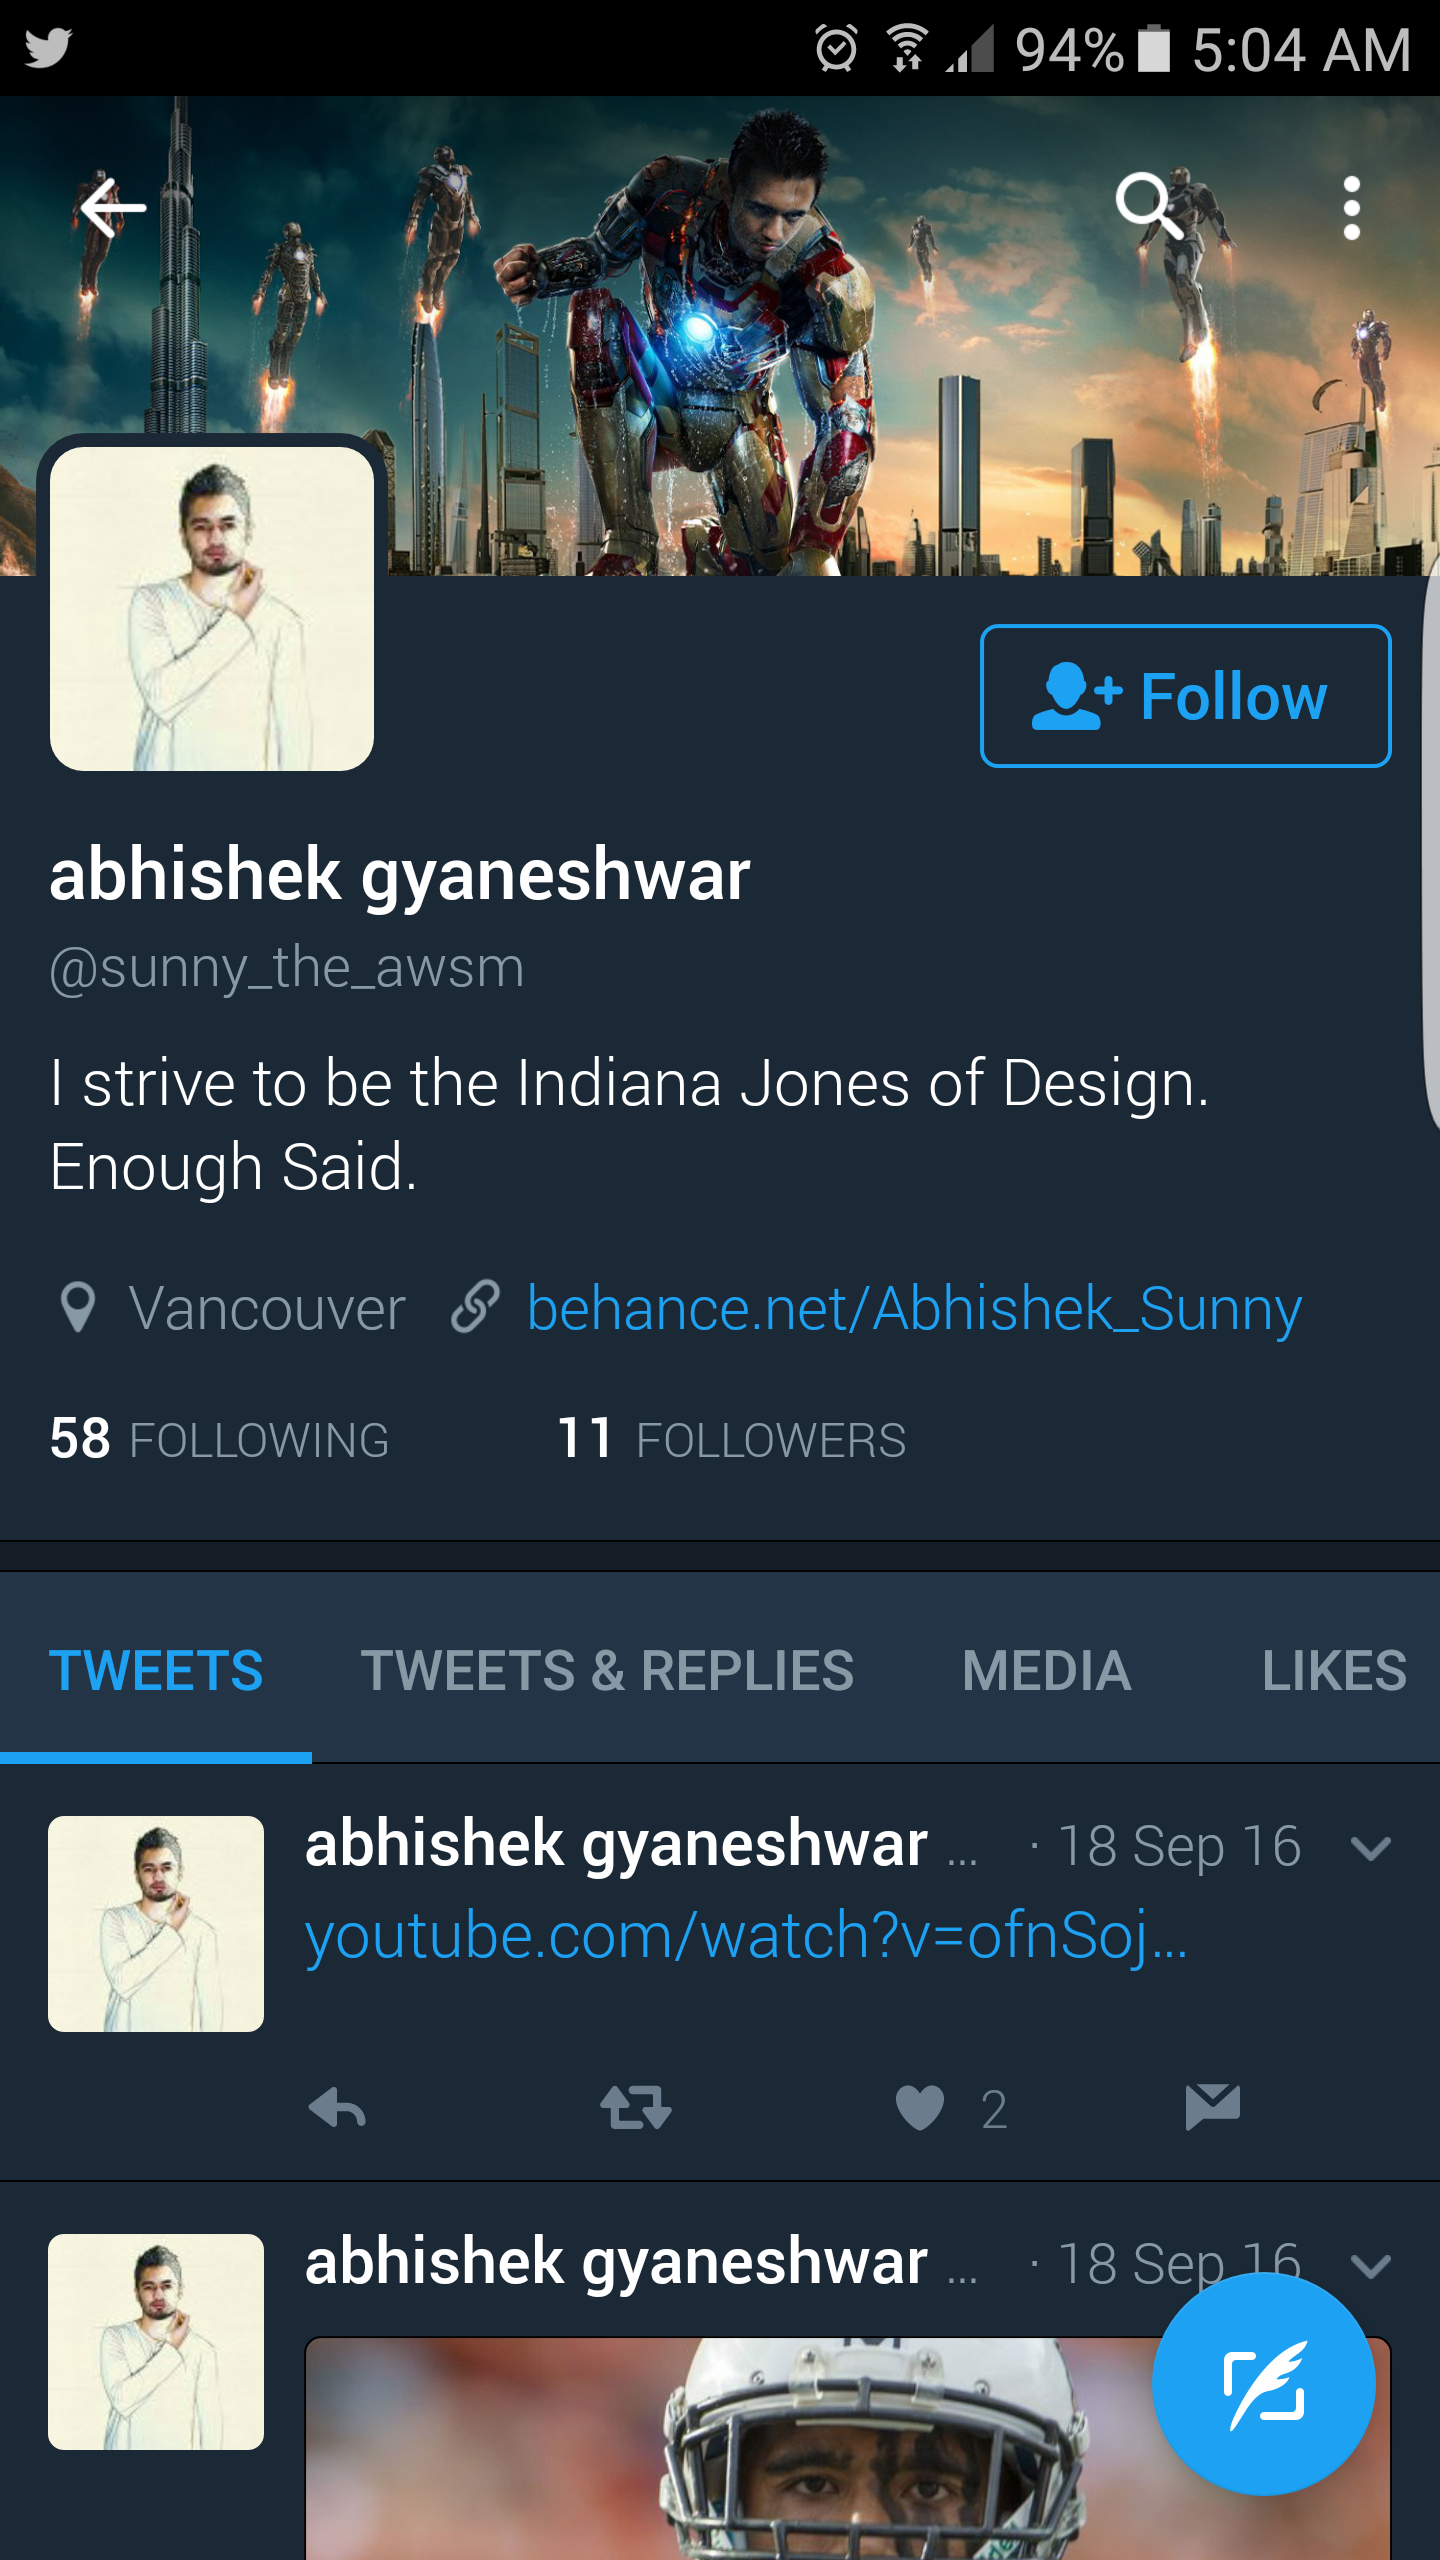 94% 5:04 AM
Follow
abhishek gyaneshwar
@sunny_the_awsm
I strive to be the Indiana Jones of Design.
Enough Said.
Vancouver behance.net/Abhishek_Sunny
58 FOLLOWING 11 FOLLOWERS
TWEETS TWEETS & REPLIES MEDIA LIKES
abhishek gyaneshwar ... · 18 Sep 16
youtube.com/watch?v=ofnSoj...
2
abhishek gyaneshwar ... · 18 Sep 16